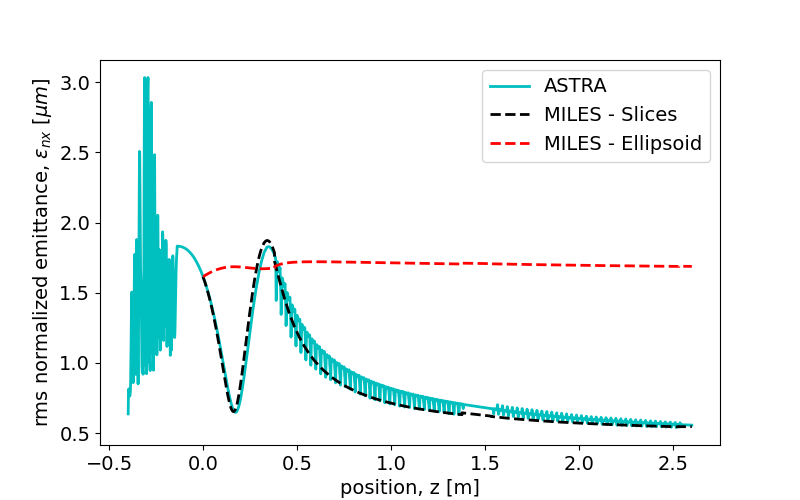 3.0
2.5
2.0
1.5
1.0
0.5
rms normalized emittance, εnx [μm]
ASTRA
MILES - Slices
MILES - Ellipsoid
−0.5 0.0 0.5 1.0 1.5 2.0 2.5
position, z [m]